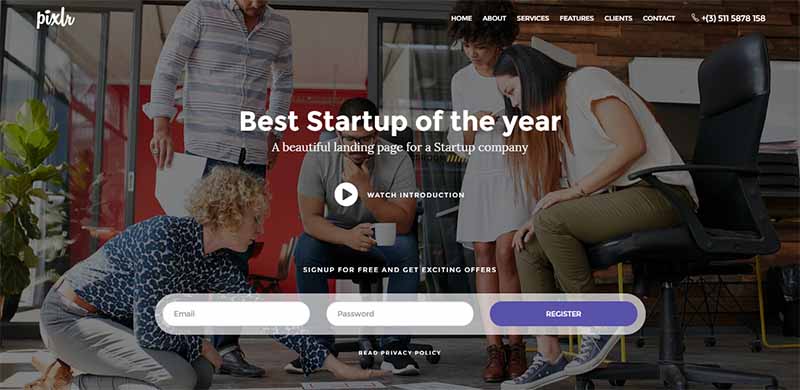 pixlr
HOME ABOUT SERVICES FEATURES CLIENTS CONTACT +(3) 511 5878 158
Best Startup of the year
A beautiful landing page for a Startup company
WATCH INTRODUCTION
SIGNUP FOR FREE AND GET EXCITING OFFERS
Email Password REGISTER
READ PRIVACY POLICY